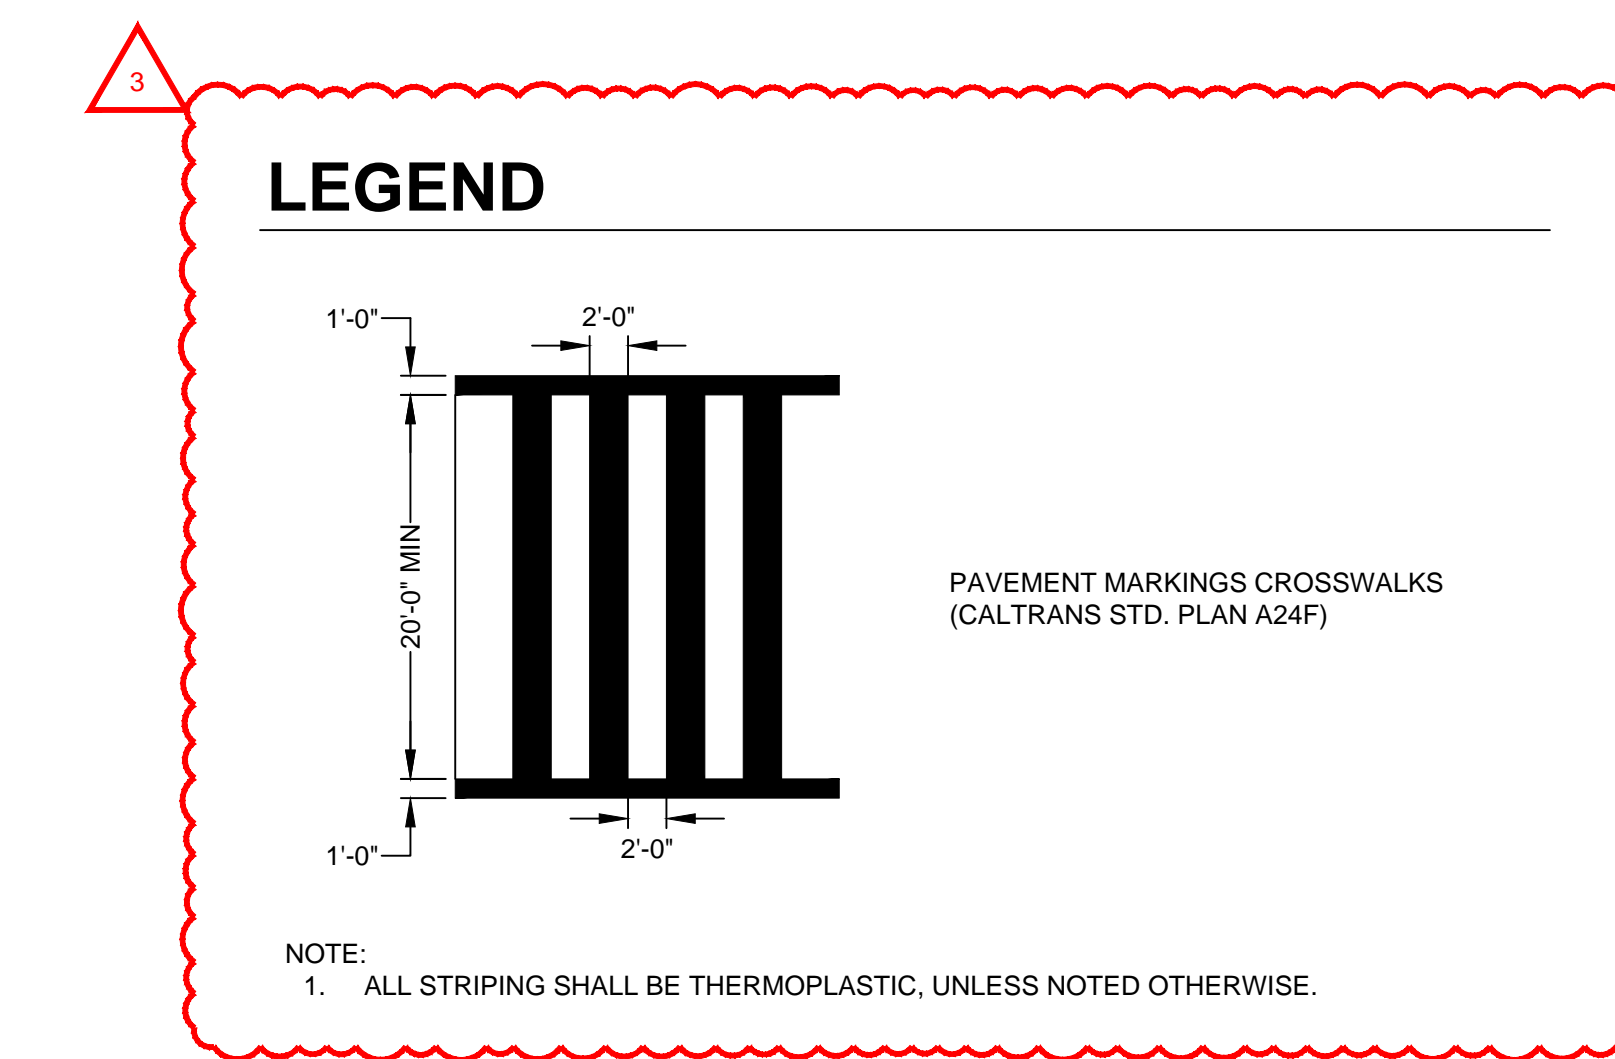 3
LEGEND
1'-0"
2'-0"
20'-0" MIN
PAVEMENT MARKINGS CROSSWALKS
(CALTRANS STD. PLAN A24F)
1'-0"
2'-0"
NOTE:
1. ALL STRIPING SHALL BE THERMOPLASTIC, UNLESS NOTED OTHERWISE.